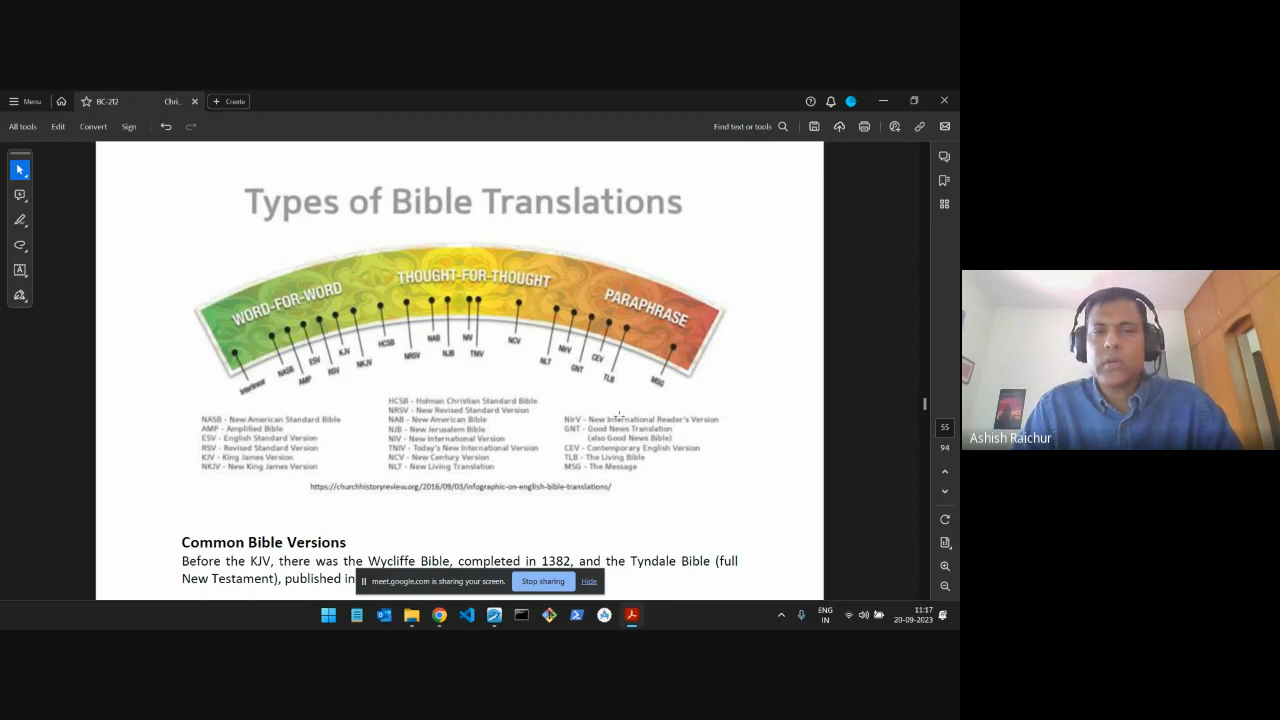 Menu
BC-212
Chri...
Create
All tools
Edit
Convert
Sign
Find text or tools
Types of Bible Translations
WORD-FOR-WORD
THOUGHT-FOR-THOUGHT
PARAPHRASE
Interlinear
NASB
AMP
ESV
RSV
KJV
NKJV
HCSB
NRSV
NAB
NJB
NIV
TNIV
NCV
NLT
NIrV
GNT
CEV
TLB
MSG
NASB - New American Standard Bible
AMP - Amplified Bible
ESV - English Standard Version
RSV - Revised Standard Version
KJV - King James Version
NKJV - New King James Version
HCSB - Holman Christian Standard Bible
NRSV - New Revised Standard Version
NAB - New American Bible
NJB - New Jerusalem Bible
NIV - New International Version
TNIV - Today's New International Version
NCV - New Century Version
NLT - New Living Translation
NIrV - New International Reader's Version
GNT - Good News Translation
(also Good News Bible)
CEV - Contemporary English Version
TLB - The Living Bible
MSG - The Message
https://churchhistoryreview.org/2016/09/03/infographic-on-english-bible-translations/
Common Bible Versions
Before the KJV, there was the Wycliffe Bible, completed in 1382, and the Tyndale Bible (full
New Testament), published in
meet.google.com is sharing your screen.
Stop sharing
Hide
55
94
ENG
IN
11:17
20-09-2023
Ashish Raichur